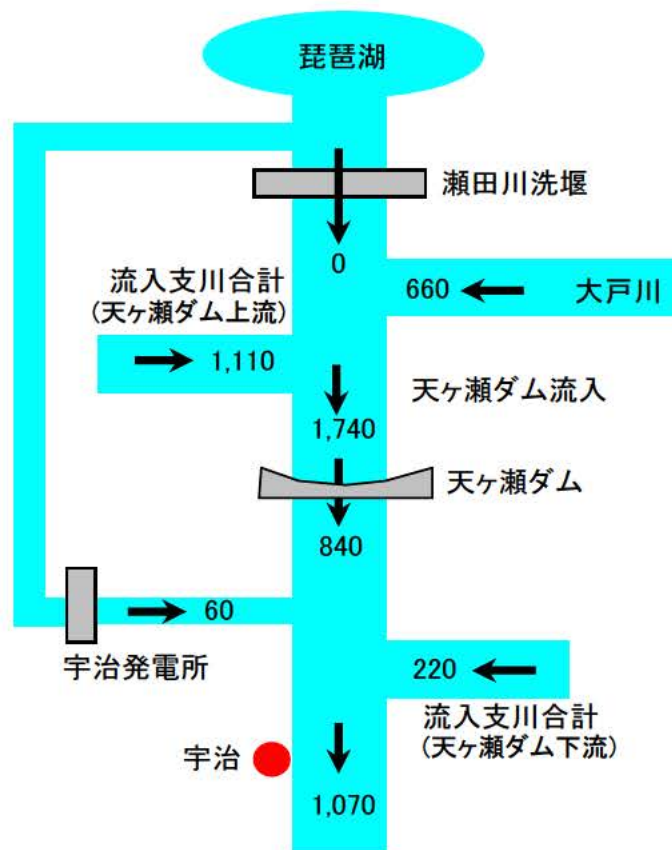 琵琶湖
瀬田川洗堰
0
流入支川合計
(天ヶ瀬ダム上流)
660
大戸川
1,110
天ヶ瀬ダム流入
1,740
天ヶ瀬ダム
840
60
宇治発電所
220
流入支川合計
(天ヶ瀬ダム下流)
宇治
1,070